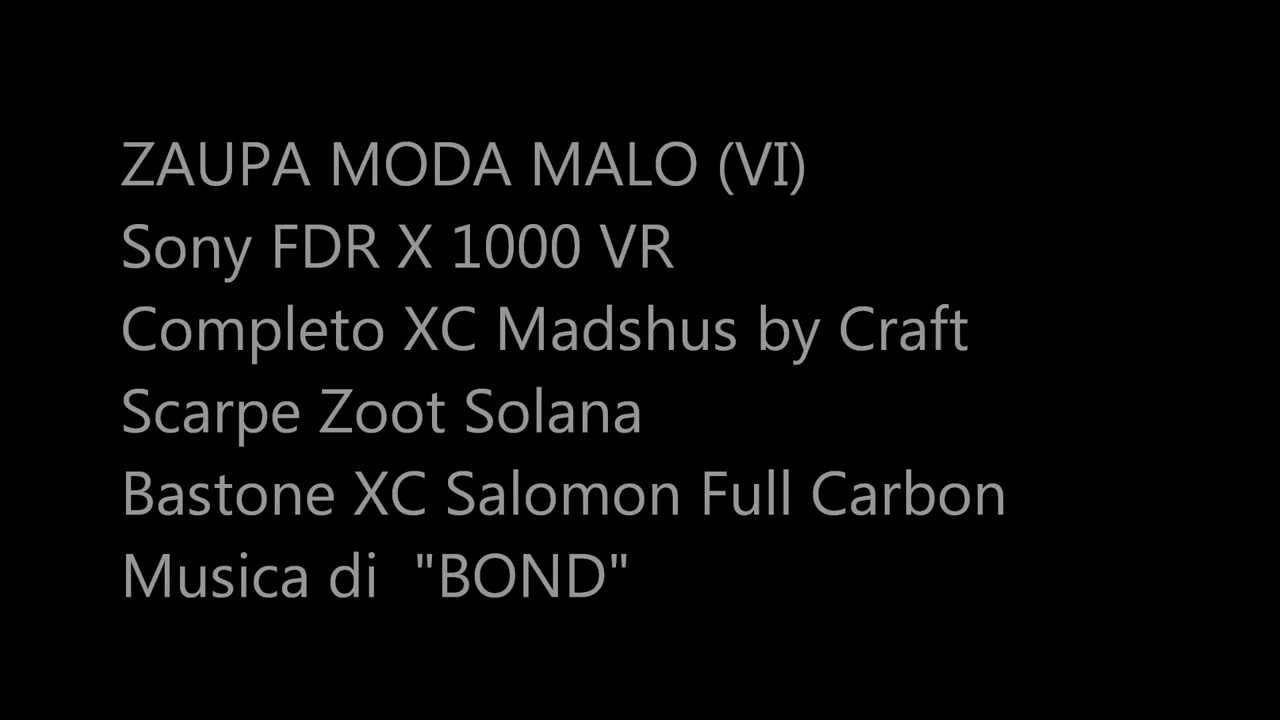 ZAUPA MODA MALO (VI)
Sony FDR X 1000 VR
Completo XC Madshus by Craft
Scarpe Zoot Solana
Bastone XC Salomon Full Carbon
Musica di  "BOND"